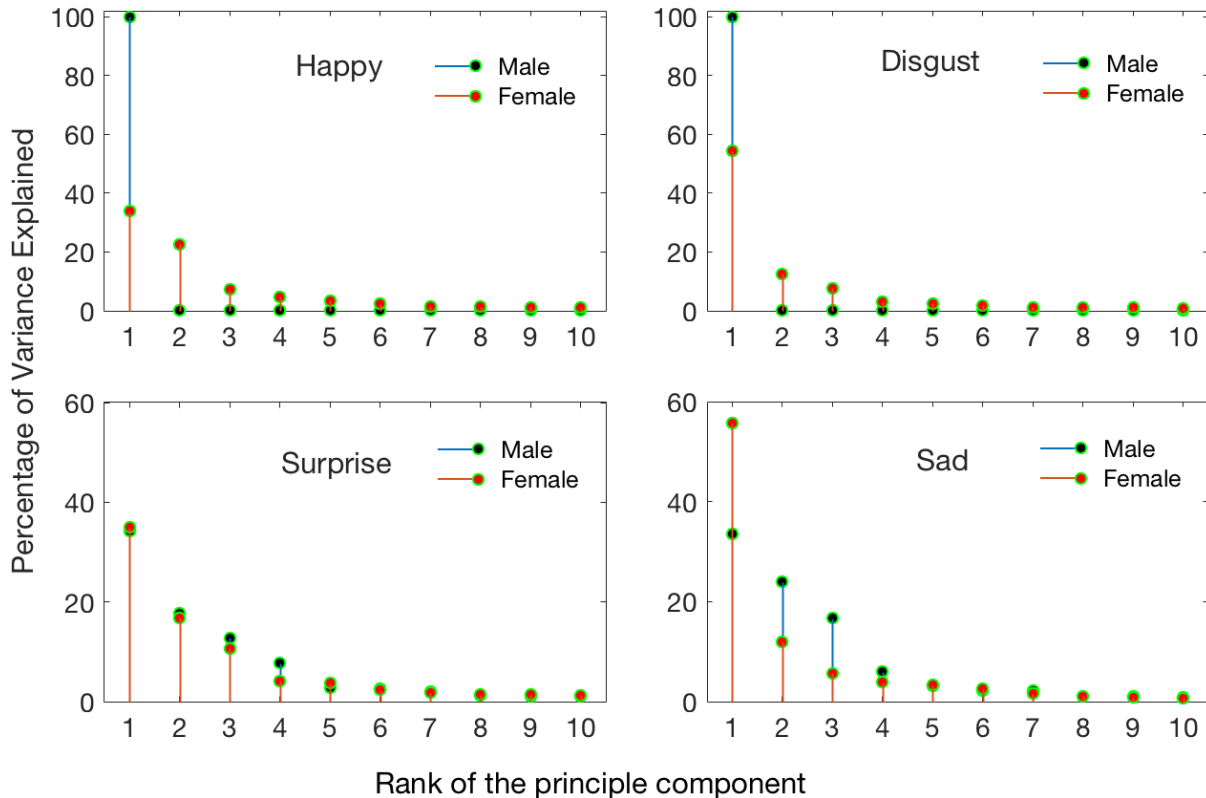 Percentage of Variance Explained
100
80
60
40
20
0
Happy
Male
Female
1 2 3 4 5 6 7 8 9 10
100
80
60
40
20
0
Disgust
Male
Female
1 2 3 4 5 6 7 8 9 10
60
40
20
0
Surprise
Male
Female
1 2 3 4 5 6 7 8 9 10
60
40
20
0
Sad
Male
Female
1 2 3 4 5 6 7 8 9 10
Rank of the principle component